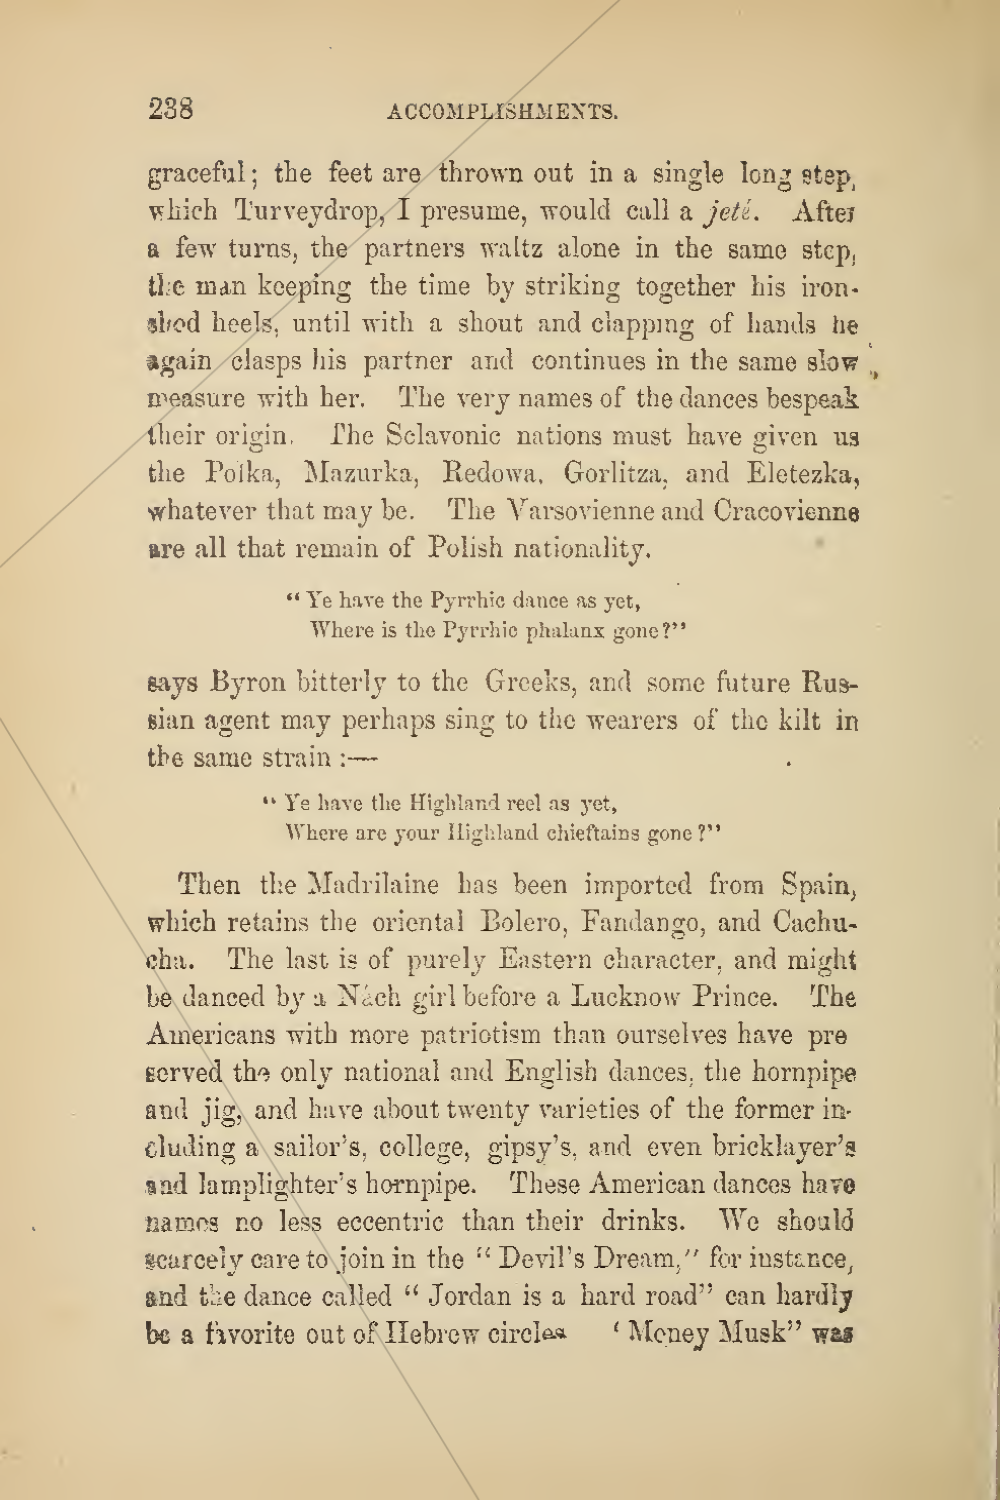 238 ACCOMPLISHMENTS.
graceful; the feet are thrown out in a single long step,
which Turveydrop, I presume, would call a jeté. After
a few turns, the partners waltz alone in the same step,
the man keeping the time by striking together his iron-
shod heels, until with a shout and clapping of hands he
again clasps his partner and continues in the same slow
measure with her. The very names of the dances bespeak
their origin. The Sclavonic nations must have given us
the Polka, Mazurka, Redowa, Gorlitza, and Eletezka,
whatever that may be. The Varsovienne and Cracovienne
are all that remain of Polish nationality.
“ Ye have the Pyrrhic dance as yet,
Where is the Pyrrhic phalanx gone?”
says Byron bitterly to the Greeks, and some future Rus-
sian agent may perhaps sing to the wearers of the kilt in
the same strain :—
“ Ye have the Highland reel as yet,
Where are your Highland chieftains gone?”
Then the Madrilaine has been imported from Spain,
which retains the oriental Bolero, Fandango, and Cachu-
cha. The last is of purely Eastern character, and might
be danced by a Nách girl before a Lucknow Prince. The
Americans with more patriotism than ourselves have pre
served the only national and English dances, the hornpipe
and jig, and have about twenty varieties of the former in-
cluding a sailor's, college, gipsy's, and even bricklayer's
and lamplighter's hornpipe. These American dances have
names no less eccentric than their drinks. We should
scarcely care to join in the “ Devil's Dream,” for instance,
and the dance called “ Jordan is a hard road” can hardly
be a favorite out of Hebrew circles ‘ Money Musk” was